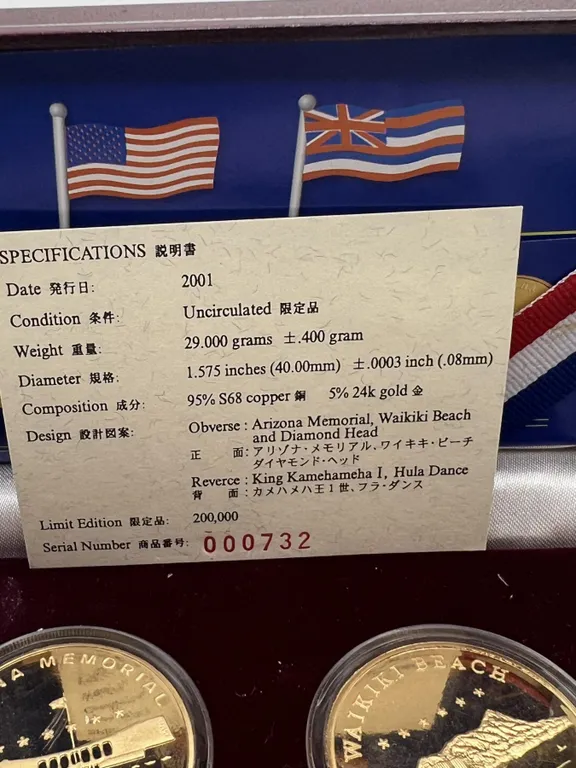 SPECIFICATIONS 説明書
Date 発行日: 2001
Condition 条件: Uncirculated 限定品
Weight 重量: 29.000 grams ±.400 gram
Diameter 規格: 1.575 inches (40.00mm) ±.0003 inch (.08mm)
Composition 成分: 95% S68 copper 銅 5% 24k gold 金
Design 設計図案: Obverse : Arizona Memorial, Waikiki Beach
and Diamond Head
正 面: アリゾナ・メモリアル、ワイキキ・ビーチ
ダイヤモンド・ヘッド
Reverce : King Kamehameha I, Hula Dance
背 面: カメハメハ王1世、フラ・ダンス
Limit Edition 限定品: 200,000
Serial Number 商品番号: 000732
NA MEMORIAL
WAIKIKI BEACH